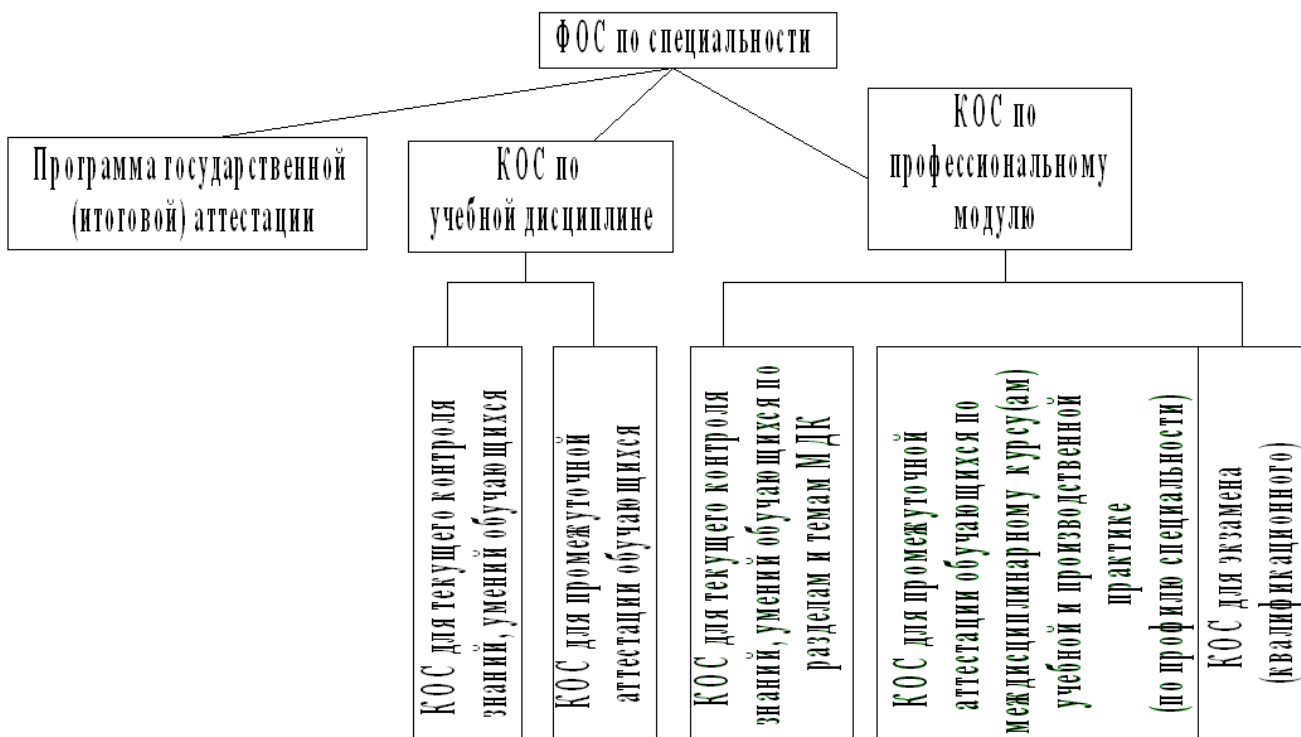 ФОС по специальности
Программа государственной
(итоговой) аттестации
КОС по
учебной дисциплине
КОС по
профессиональному
модулю
КОС для текущего контроля
знаний, умений обучающихся
КОС для промежуточной
аттестации обучающихся
КОС для текущего контроля
знаний, умений обучающихся по
разделам и темам МДК
КОС для промежуточной
аттестации обучающихся по
междисциплинарному курсу(ам)
учебной и производственной
практике
(по профилю специальности)
КОС для экзамена
(квалификационного)